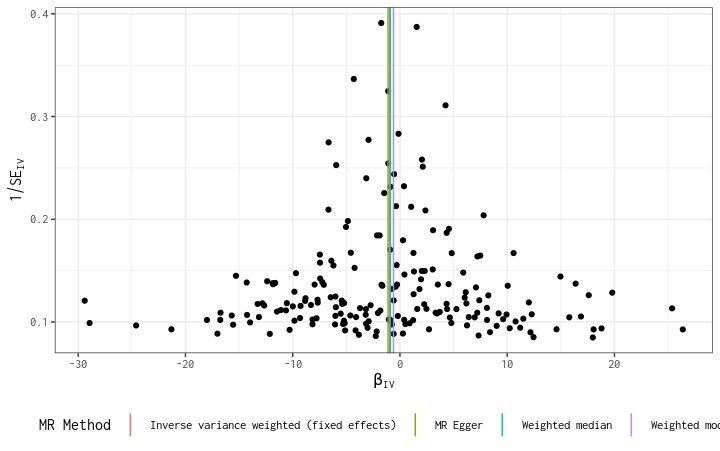 0.4
0.3
0.2
0.1
1/SE_IV
-30 -20 -10 0 10 20
β_IV
MR Method Inverse variance weighted (fixed effects) MR Egger Weighted median Weighted